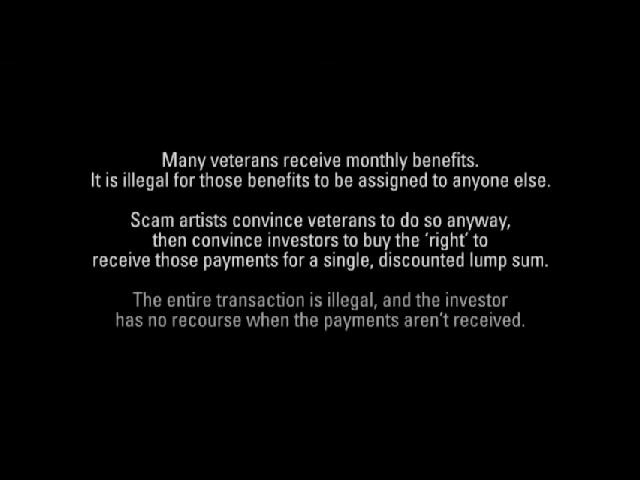 Many veterans receive monthly benefits.
It is illegal for those benefits to be assigned to anyone else.
Scam artists convince veterans to do so anyway,
then convince investors to buy the ‘right’ to
receive those payments for a single, discounted lump sum.
The entire transaction is illegal, and the investor
has no recourse when the payments aren’t received.